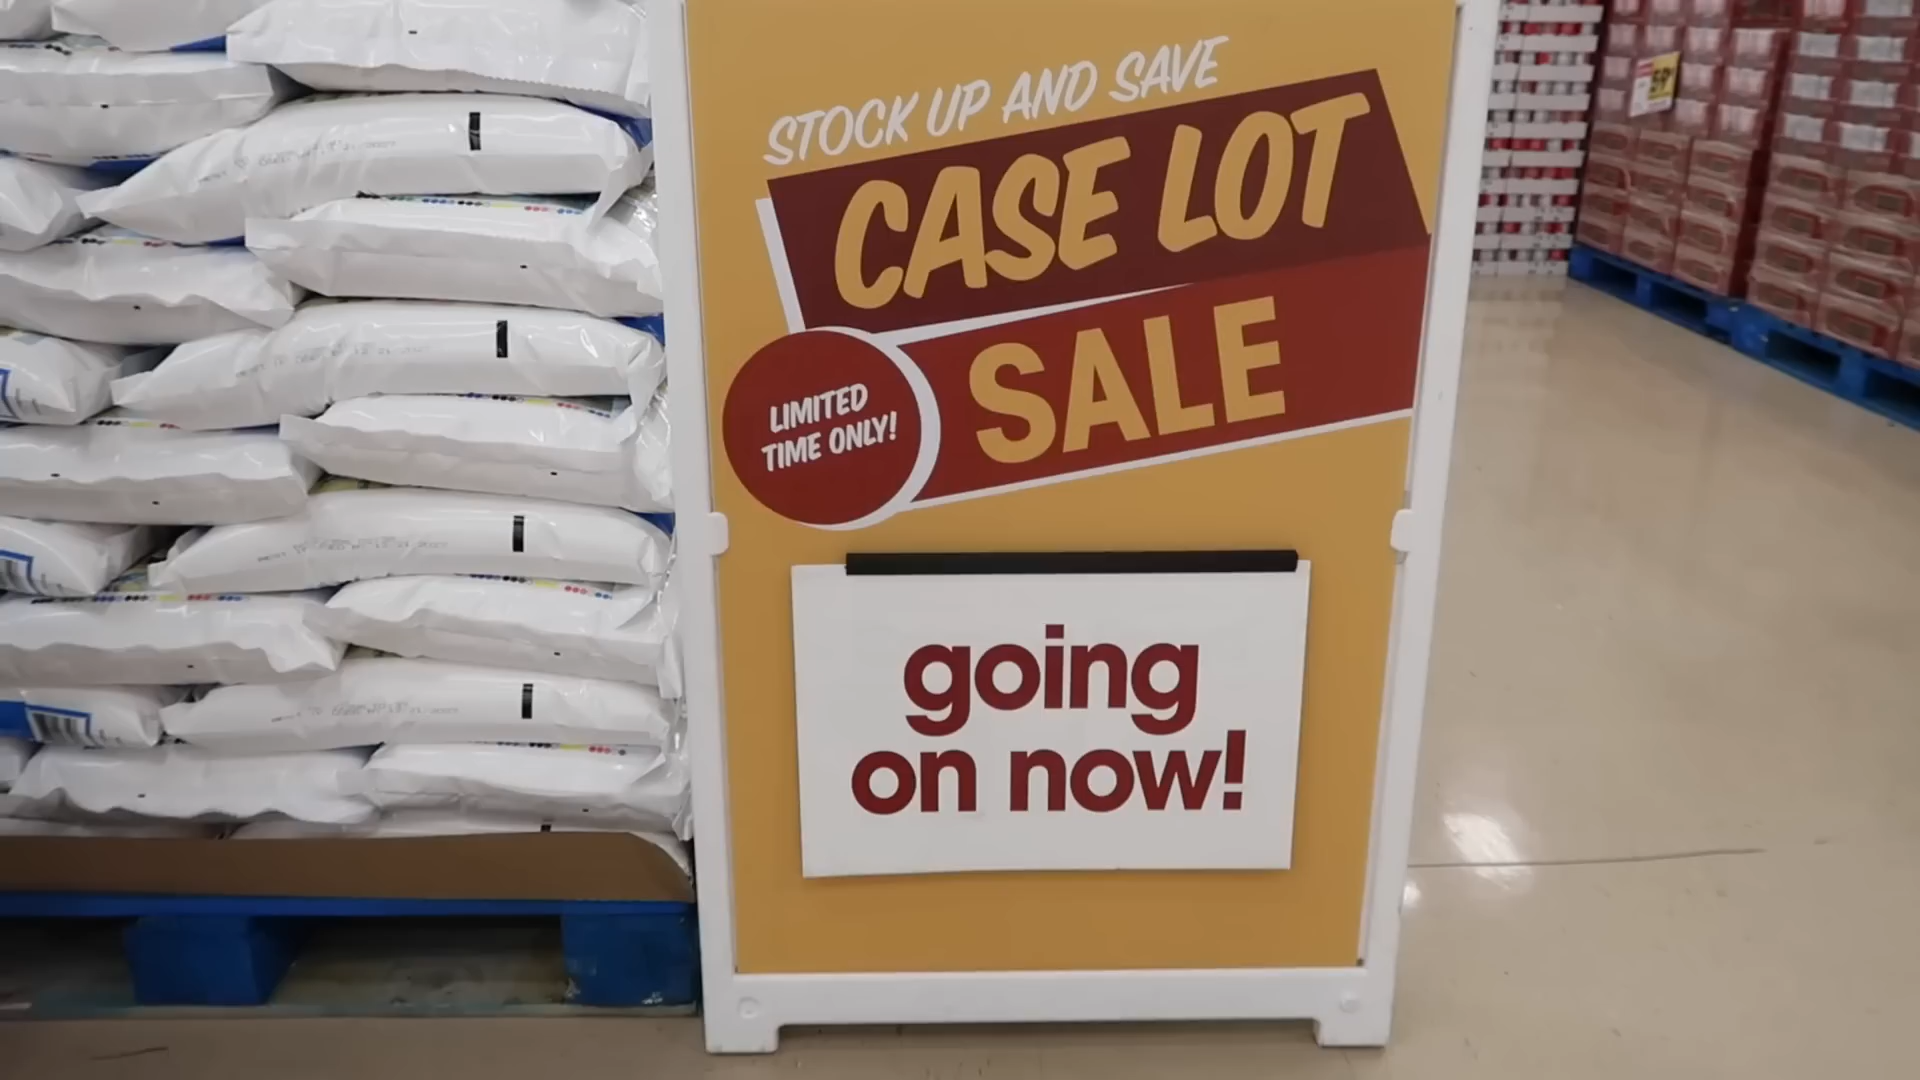 STOCK UP AND SAVE
CASE LOT
SALE
LIMITED
TIME ONLY!
going
on now!